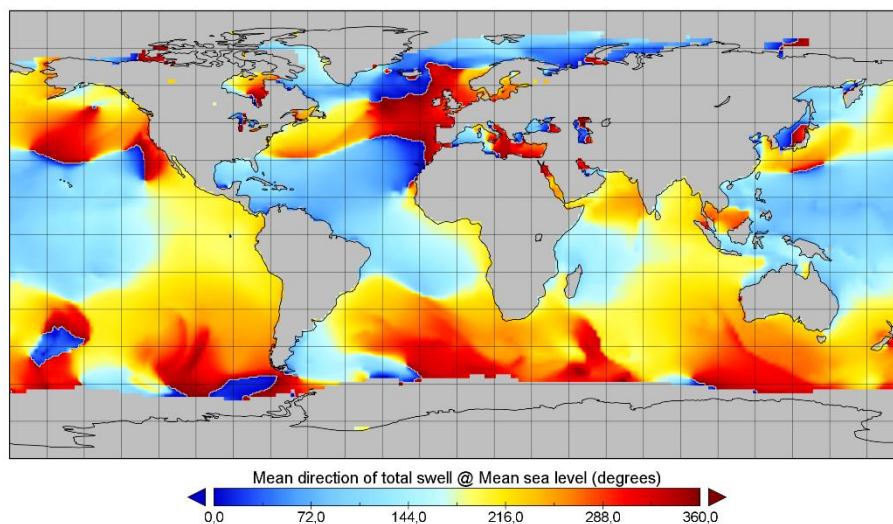 Mean direction of total swell @ Mean sea level (degrees)
0,0 72,0 144,0 216,0 288,0 360,0